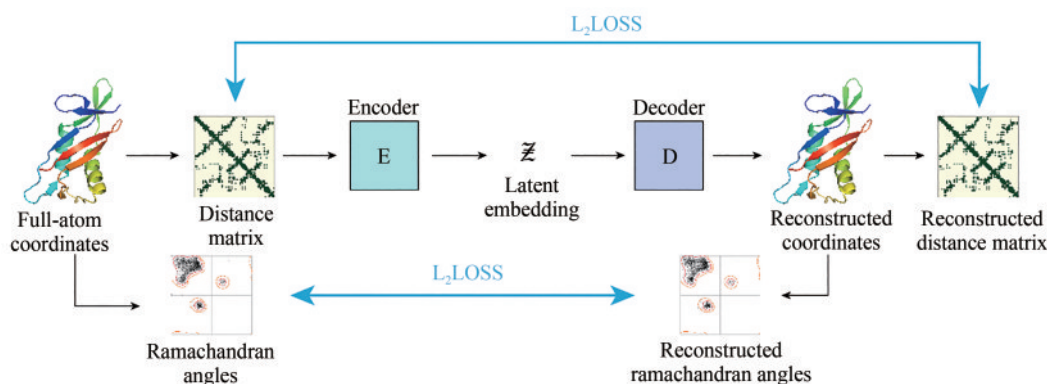 L₂LOSS
Encoder
Decoder
E
Z
D
Latent
embedding
Full-atom
coordinates
Distance
matrix
Reconstructed
coordinates
Reconstructed
distance matrix
L₂LOSS
Ramachandran
angles
Reconstructed
ramachandran angles